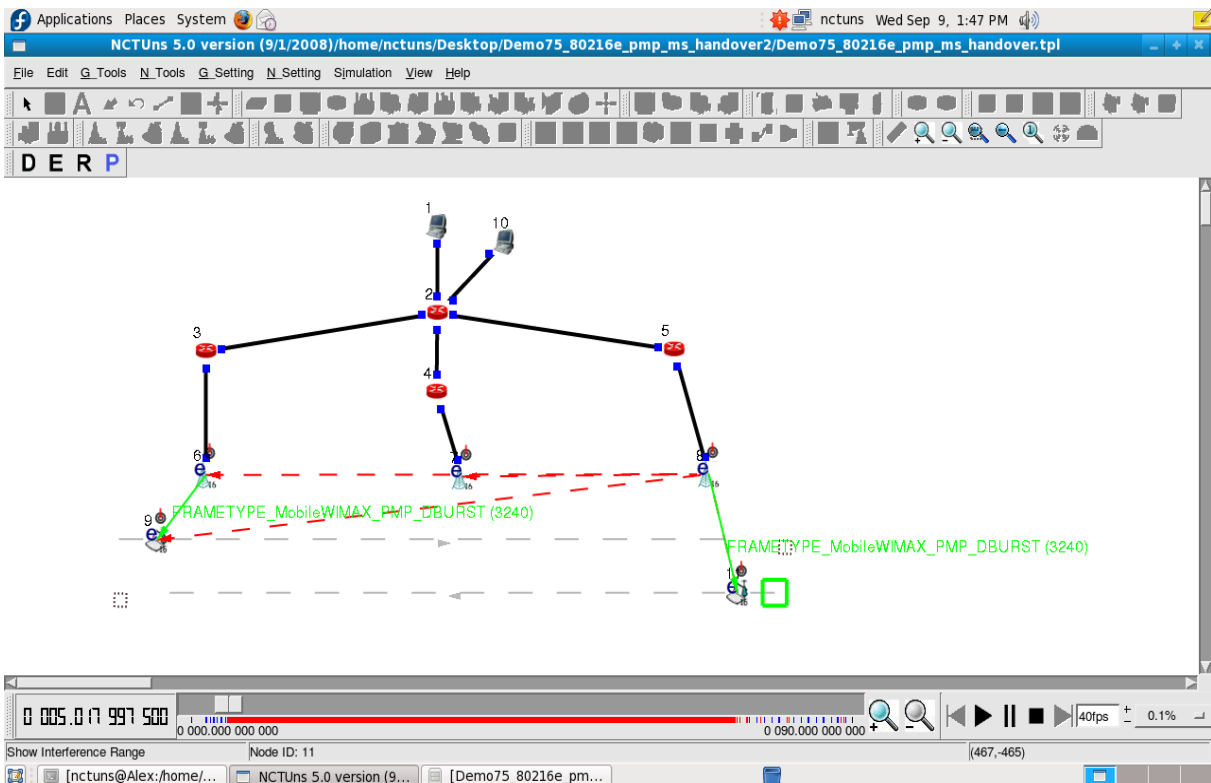 Applications Places System nctuns Wed Sep 9, 1:47 PM
NCTUns 5.0 version (9/1/2008)/home/nctuns/Desktop/Demo75_80216e_pmp_ms_handover2/Demo75_80216e_pmp_ms_handover.tpl
File Edit G_Tools N_Tools G_Setting N_Setting Simulation View Help
D E R P
1
10
2
3
5
4
6
7
8
FRAMETYPE_MobileWIMAX_PMP_DBURST (3240)
9
FRAMETYPE_MobileWIMAX_PMP_DBURST (3240)
1
0 005.017 997 500
0 000.000 000 000
0 090.000 000 000
40fps
0.1%
Show Interference Range
Node ID: 11
(467,-465)
[nctuns@Alex:/home/... NCTUns 5.0 version (9... [Demo75_80216e_pm...